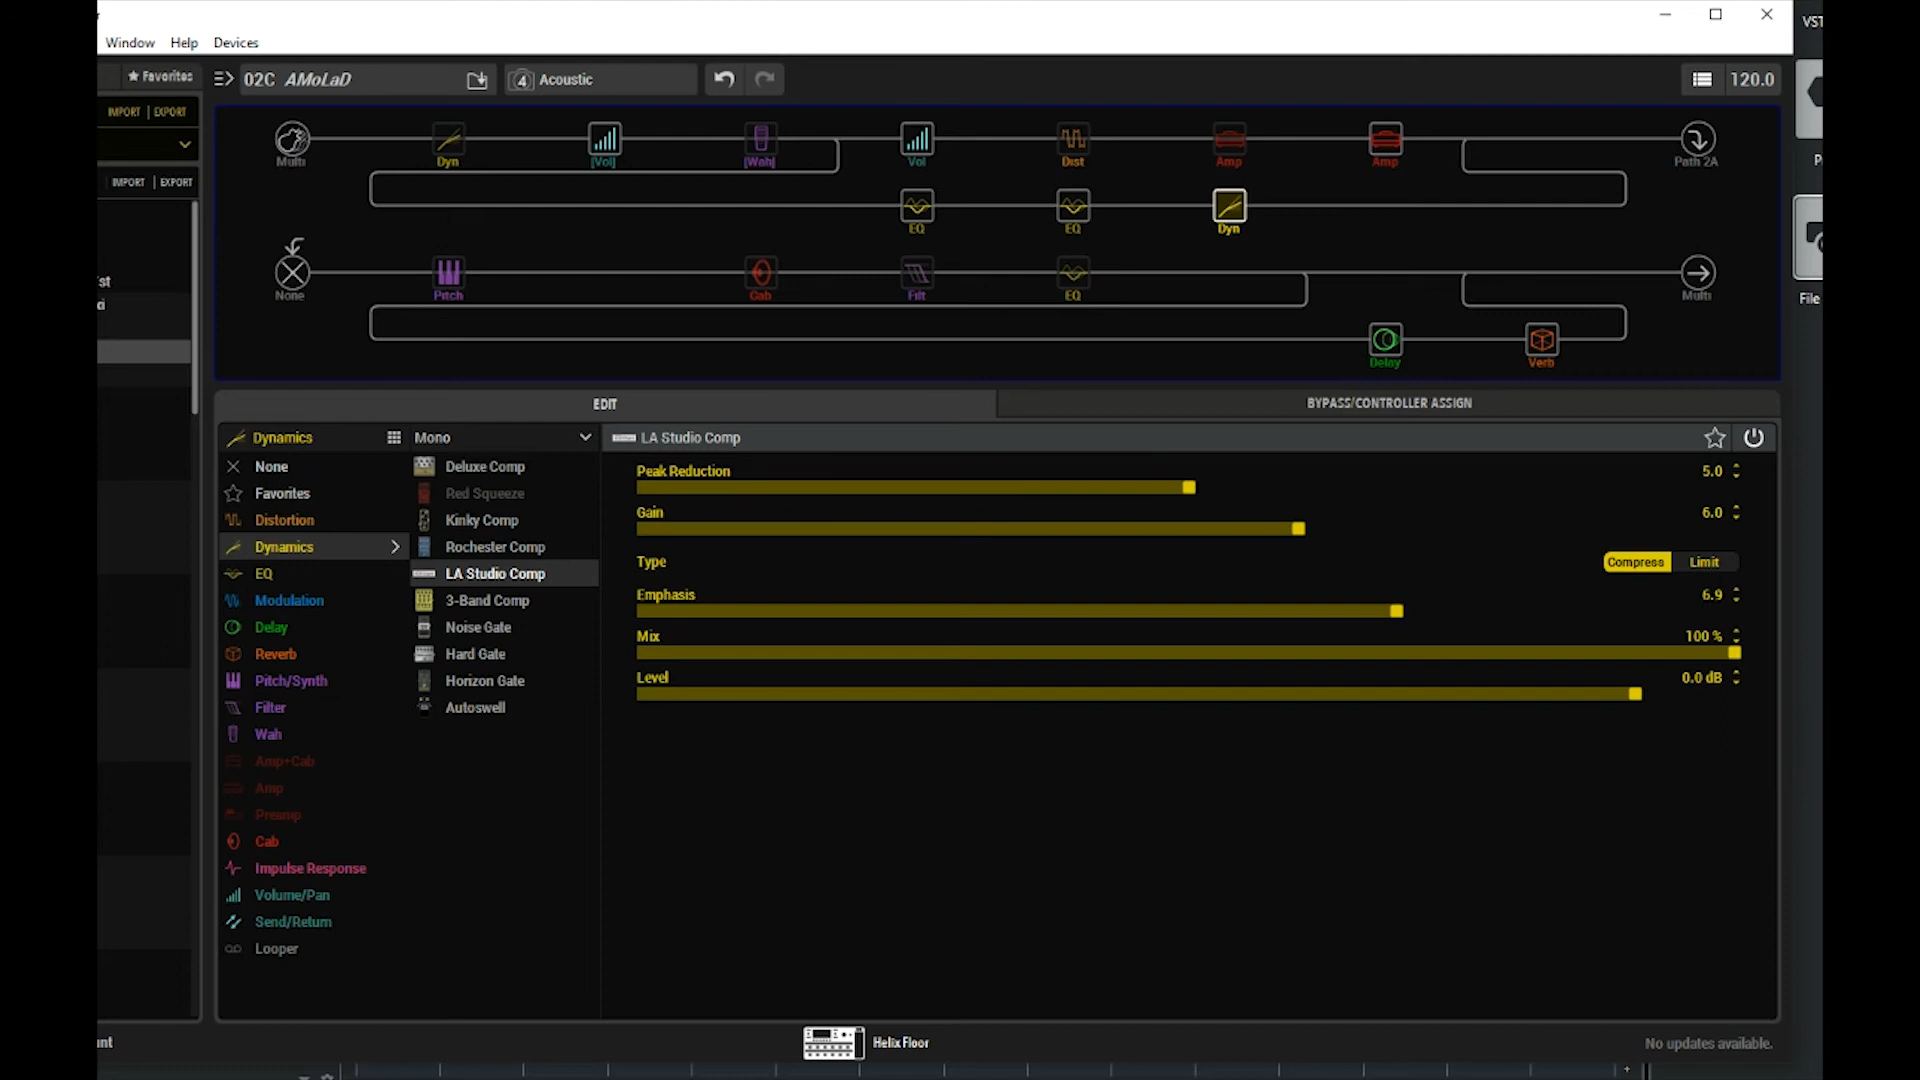 VST
Window Help Devices
Favorites
02C AMoLaD
4 Acoustic
120.0
IMPORT | EXPORT
IMPORT | EXPORT
Multi
Dyn
[Vol]
[Wah]
Vol
Dist
Amp
Amp
Path 2A
EQ
EQ
Dyn
None
Pitch
Cab
Filt
EQ
Multi
File
Delay
Verb
EDIT
BYPASS/CONTROLLER ASSIGN
Dynamics
Mono
LA Studio Comp
None
Favorites
Distortion
Dynamics
EQ
Modulation
Delay
Reverb
Pitch/Synth
Filter
Wah
Amp+Cab
Amp
Preamp
Cab
Impulse Response
Volume/Pan
Send/Return
Looper
Deluxe Comp
Red Squeeze
Kinky Comp
Rochester Comp
LA Studio Comp
3-Band Comp
Noise Gate
Hard Gate
Horizon Gate
Autoswell
Peak Reduction 5.0
Gain 6.0
Type Compress Limit
Emphasis 6.9
Mix 100 %
Level 0.0 dB
Helix Floor
No updates available.